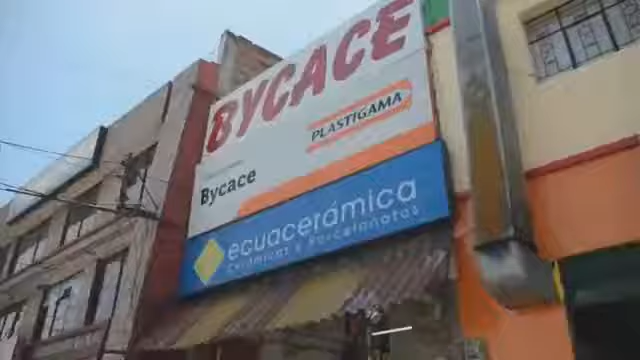 BYCACE
PLASTIGAMA
Bycace
ecuacerámica
Cerámicas y Porcelanatos